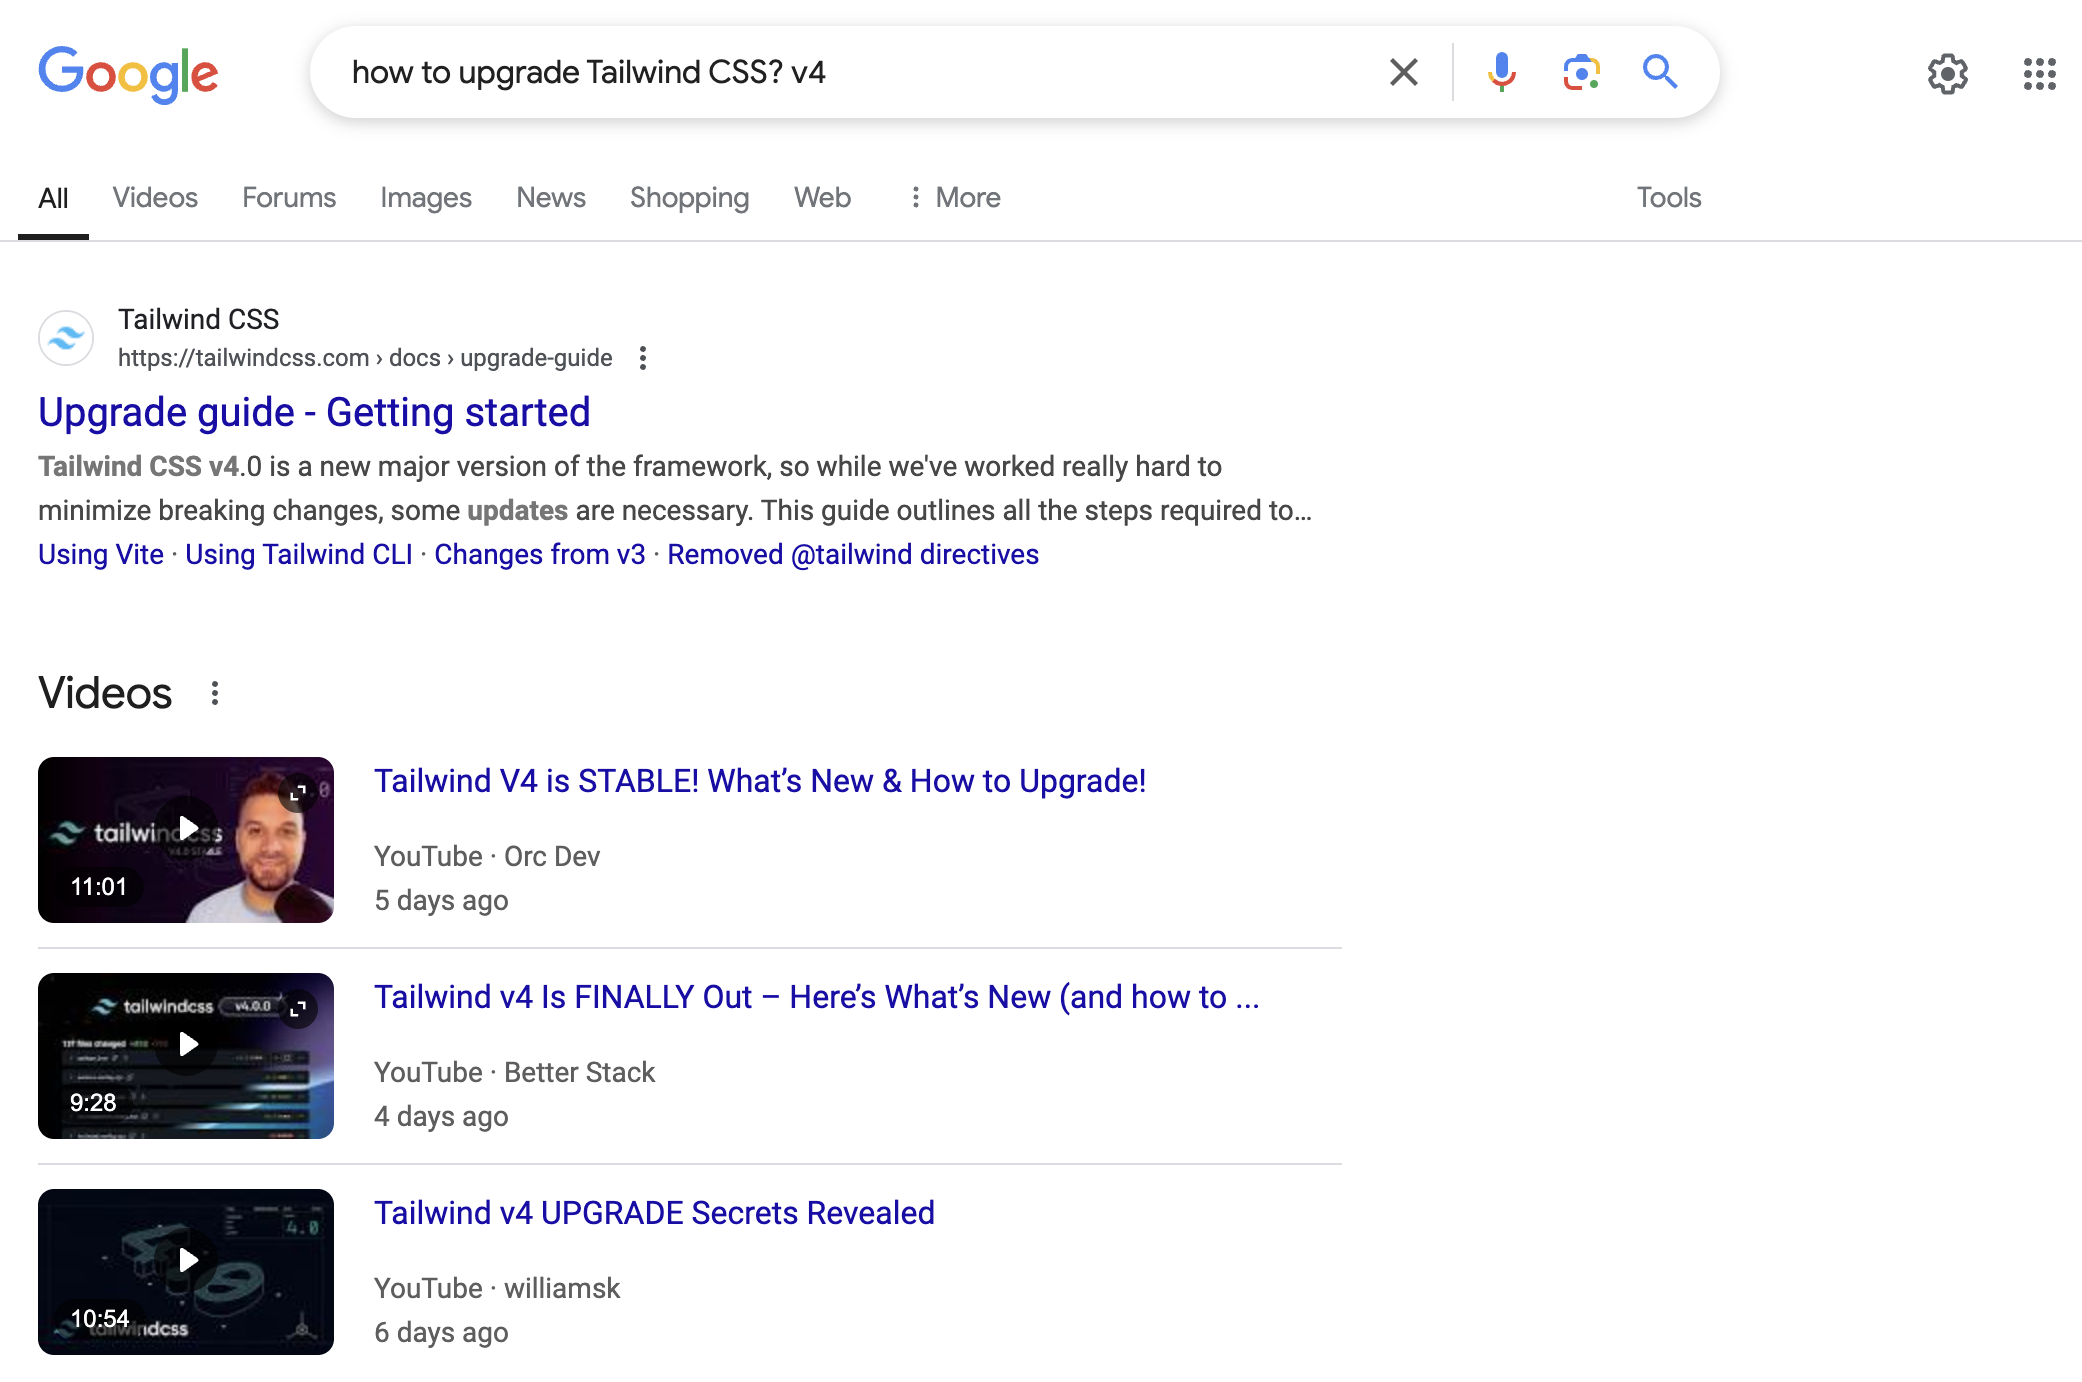 Google
how to upgrade Tailwind CSS? v4
All Videos Forums Images News Shopping Web More Tools
Tailwind CSS
https://tailwindcss.com › docs › upgrade-guide
Upgrade guide - Getting started
Tailwind CSS v4.0 is a new major version of the framework, so while we've worked really hard to
minimize breaking changes, some updates are necessary. This guide outlines all the steps required to...
Using Vite · Using Tailwind CLI · Changes from v3 · Removed @tailwind directives
Videos
tailwindcss
11:01
Tailwind V4 is STABLE! What’s New & How to Upgrade!
YouTube · Orc Dev
5 days ago
tailwindcss v4.0.0
9:28
Tailwind v4 Is FINALLY Out – Here’s What’s New (and how to ...
YouTube · Better Stack
4 days ago
4.0
10:54
tailwindcss
Tailwind v4 UPGRADE Secrets Revealed
YouTube · williamsk
6 days ago